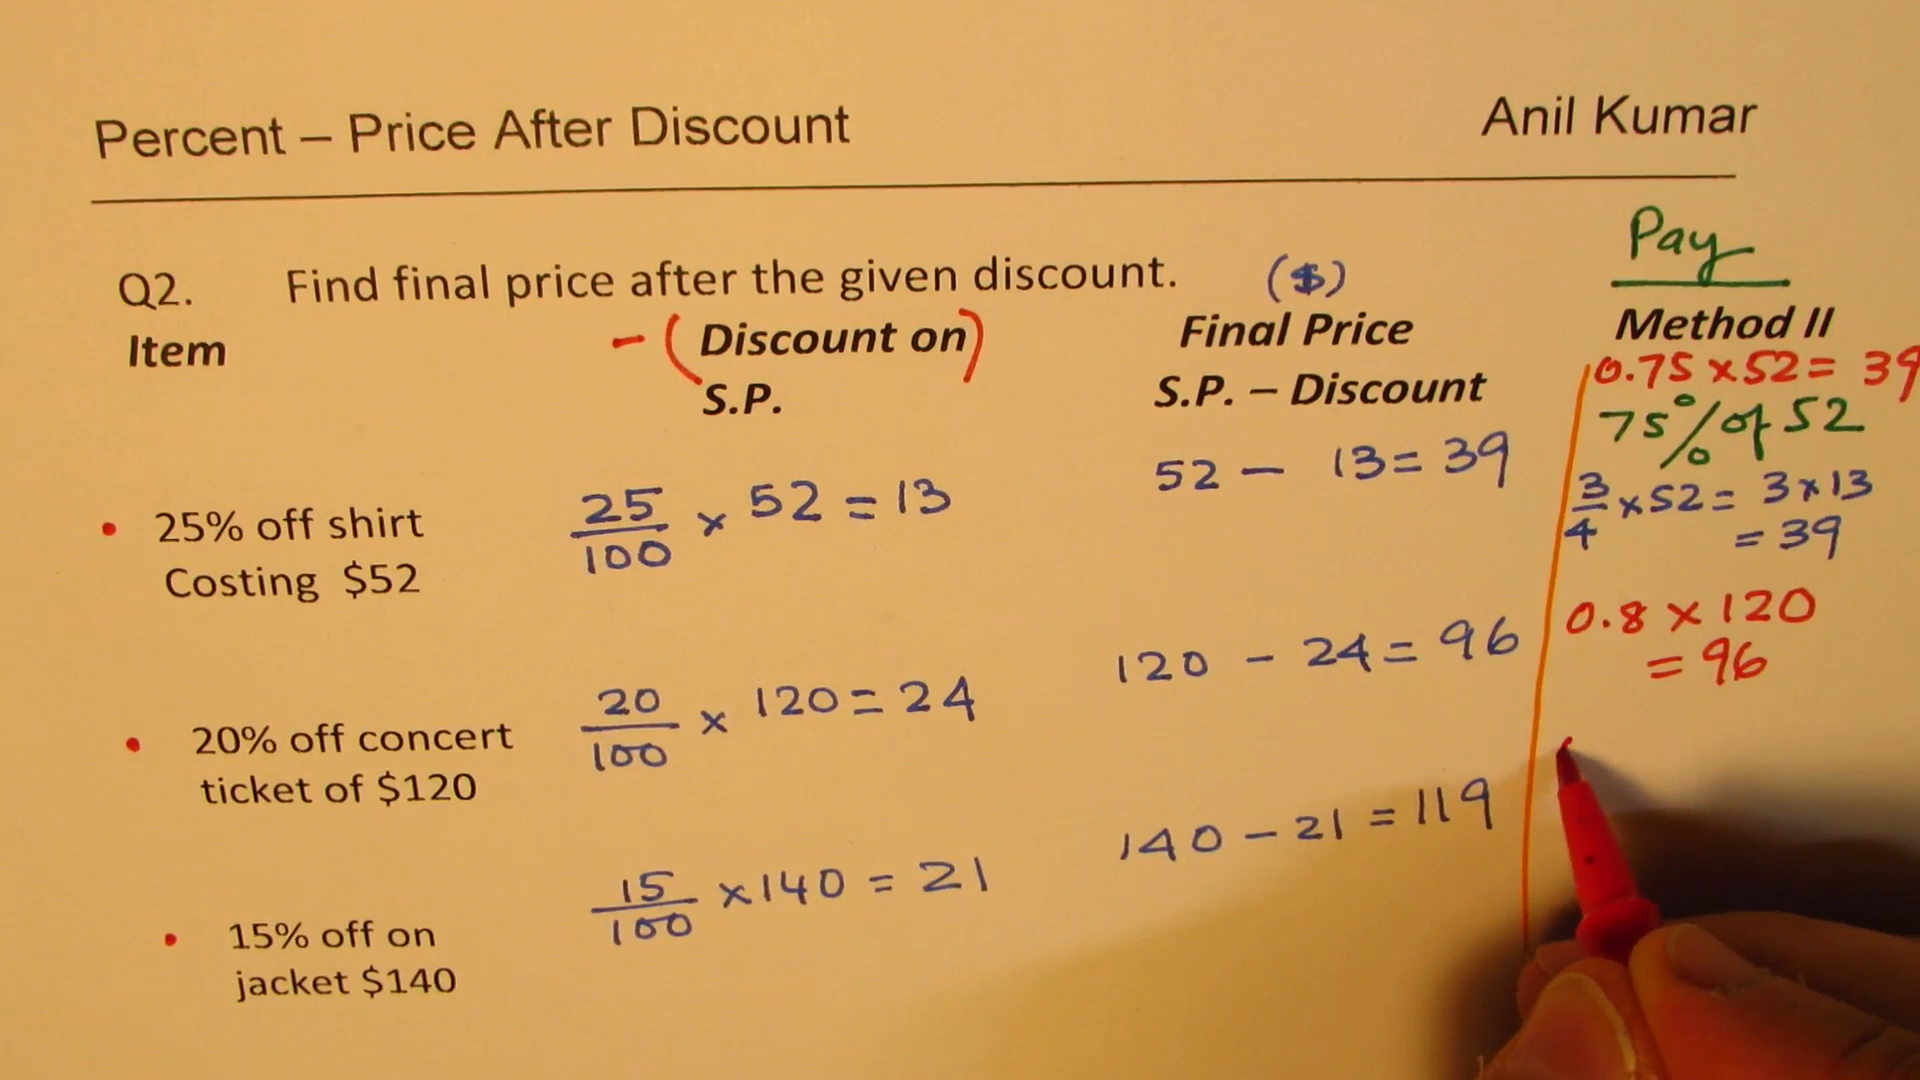 Percent – Price After Discount
Anil Kumar
Pay
Q2. Find final price after the given discount. ($)
Item
– (Discount on)
S.P.
Final Price
S.P. – Discount
Method II
0.75 × 52 = 39
75% of 52
3/4 × 52 = 3 × 13
= 39
• 25% off shirt
Costing $52
25/100 × 52 = 13
52 – 13 = 39
0.8 × 120
= 96
• 20% off concert
ticket of $120
20/100 × 120 = 24
120 – 24 = 96
• 15% off on
jacket $140
15/100 × 140 = 21
140 – 21 = 119